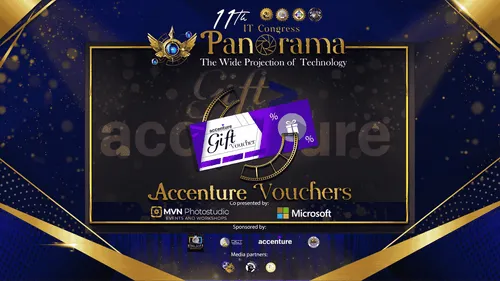 11th
IT Congress
Panorama
The Wide Projection of Technology
Gift
accenture
accenture
Gift
Voucher
%
%
Accenture Vouchers
Co presented by:
MVN Photostudio
EVENTS AND WORKSHOPS
Microsoft
Sponsored by:
accenture
Media partners: